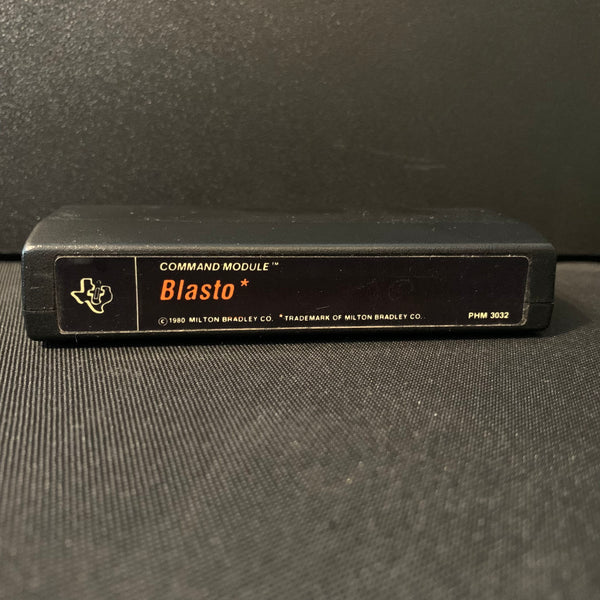 COMMAND MODULE™
Blasto*
©1980 MILTON BRADLEY CO. *TRADEMARK OF MILTON BRADLEY CO..
PHM 3032